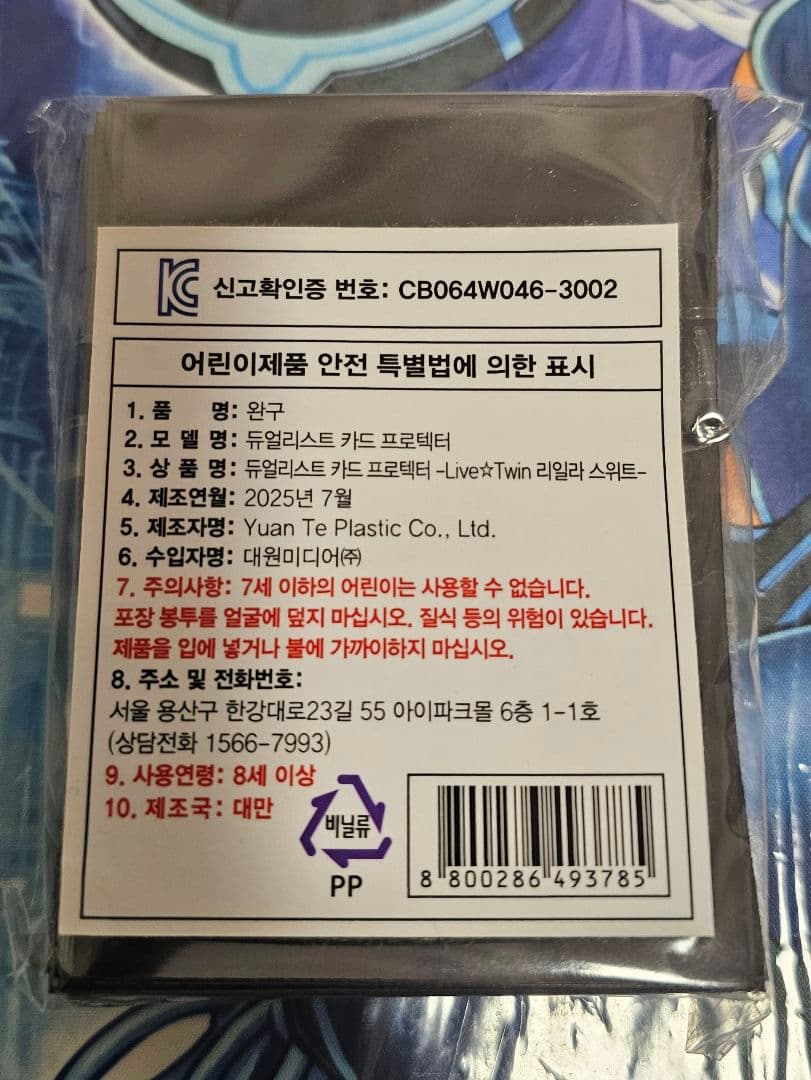 KC 신고확인증 번호: CB064W046-3002
어린이제품 안전 특별법에 의한 표시
1. 품 명: 완구
2. 모 델 명: 듀얼리스트 카드 프로텍터
3. 상 품 명: 듀얼리스트 카드 프로텍터 -Live☆Twin 리일라 스위트-
4. 제조연월: 2025년 7월
5. 제조자명: Yuan Te Plastic Co., Ltd.
6. 수입자명: 대원미디어㈜
7. 주의사항: 7세 이하의 어린이는 사용할 수 없습니다.
포장 봉투를 얼굴에 덮지 마십시오. 질식 등의 위험이 있습니다.
제품을 입에 넣거나 불에 가까이하지 마십시오.
8. 주소 및 전화번호:
서울 용산구 한강대로23길 55 아이파크몰 6층 1-1호
(상담전화 1566-7993)
9. 사용연령: 8세 이상
10. 제조국: 대만
비닐류
PP
8 800286 493785